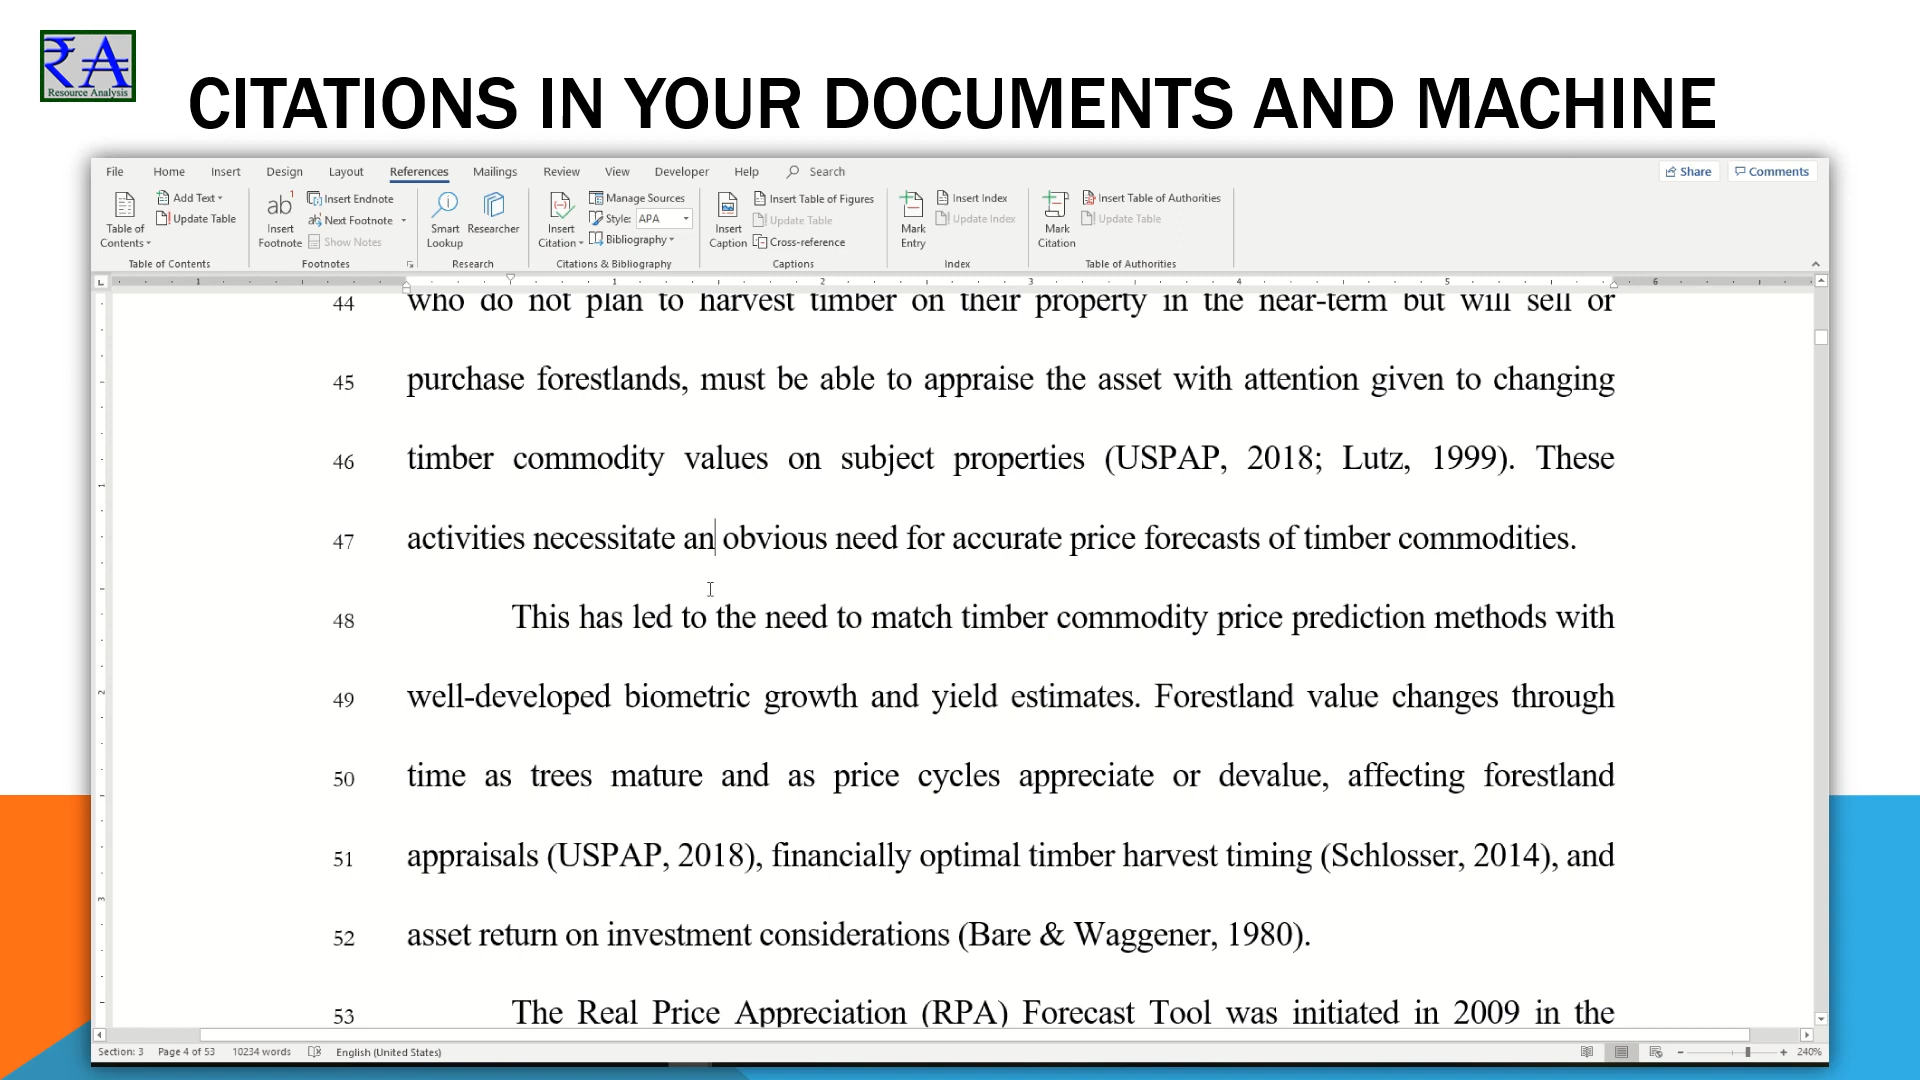 ₹A
Resource Analysis
CITATIONS IN YOUR DOCUMENTS AND MACHINE
File Home Insert Design Layout References Mailings Review View Developer Help Search Share Comments
Table of Contents
Add Text
Update Table
Table of Contents
ab 1
Insert Footnote
Insert Endnote
Next Footnote
Show Notes
Footnotes
Smart Lookup
Researcher
Research
Insert Citation
Manage Sources
Style: APA
Bibliography
Citations & Bibliography
Insert Caption
Insert Table of Figures
Update Table
Cross-reference
Captions
Mark Entry
Insert Index
Update Index
Index
Mark Citation
Insert Table of Authorities
Update Table
Table of Authorities
1 1 2 3 4 5 6
44 who do not plan to harvest timber on their property in the near-term but will sell or
45 purchase forestlands, must be able to appraise the asset with attention given to changing
46 timber commodity values on subject properties (USPAP, 2018; Lutz, 1999). These
47 activities necessitate an obvious need for accurate price forecasts of timber commodities.
48 This has led to the need to match timber commodity price prediction methods with
49 well-developed biometric growth and yield estimates. Forestland value changes through
50 time as trees mature and as price cycles appreciate or devalue, affecting forestland
51 appraisals (USPAP, 2018), financially optimal timber harvest timing (Schlosser, 2014), and
52 asset return on investment considerations (Bare & Waggener, 1980).
53 The Real Price Appreciation (RPA) Forecast Tool was initiated in 2009 in the
Section: 3 Page 4 of 53 10234 words English (United States) 240%